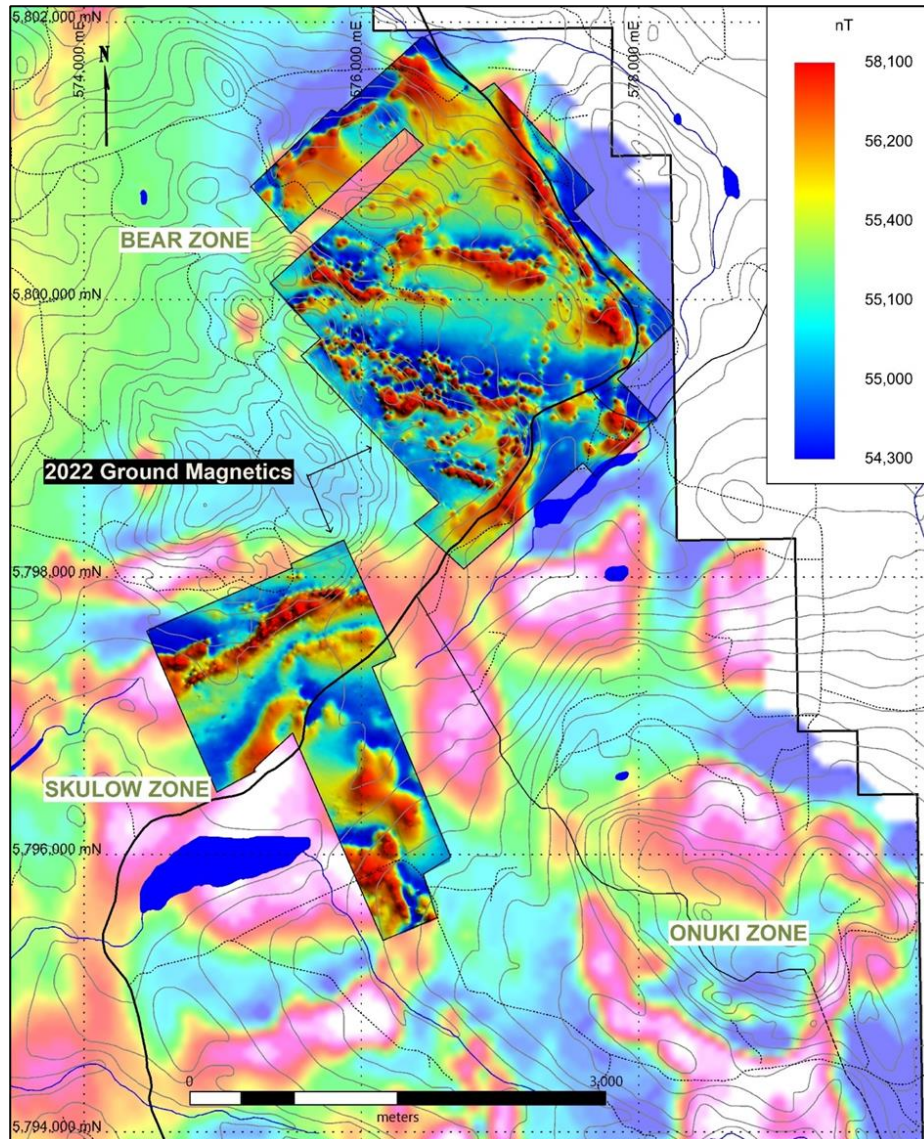 5,802,000 mN
574,000 mE
576,000 mE
578,000 mE
nT
58,100
56,200
55,400
55,100
55,000
54,300
N
BEAR ZONE
5,800,000 mN
2022 Ground Magnetics
5,798,000 mN
SKULOW ZONE
5,796,000 mN
ONUKI ZONE
0
3,000
meters
5,794,000 mN